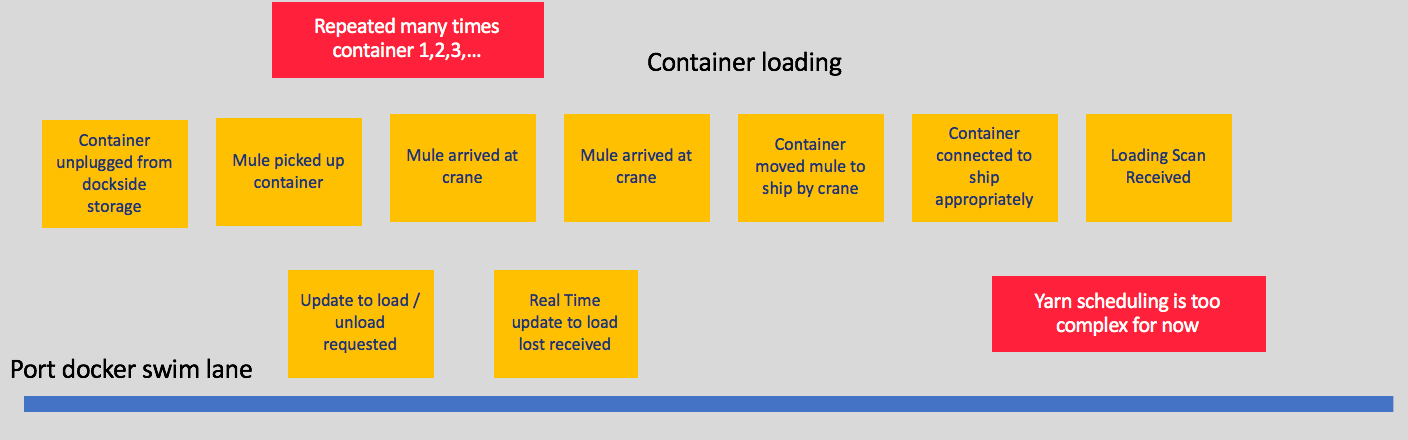 Repeated many times
container 1,2,3,...
Container loading
Container
unplugged from
dockside
storage
Mule picked up
container
Mule arrived at
crane
Mule arrived at
crane
Container
moved mule to
ship by crane
Container
connected to
ship
appropriately
Loading Scan
Received
Update to load /
unload
requested
Real Time
update to load
lost received
Yarn scheduling is too
complex for now
Port docker swim lane